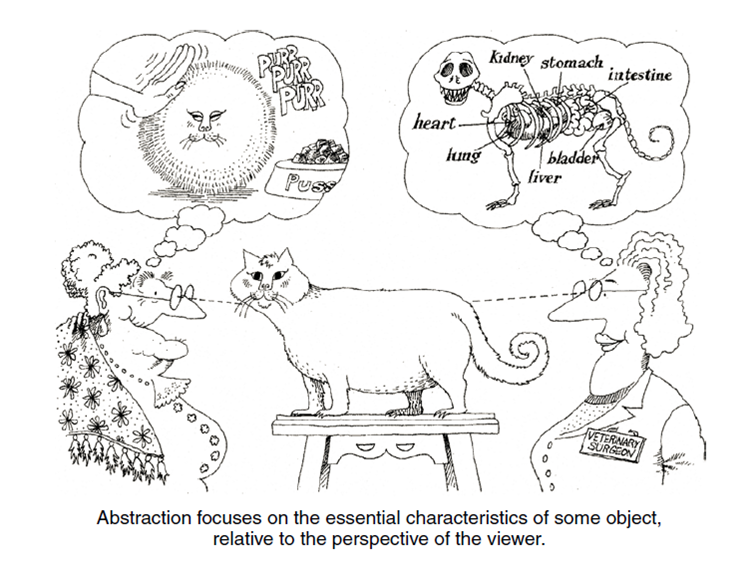 PURR
PURR
PURR
Puss
Kidney
stomach
intestine
heart
lung
liver
bladder
VETERINARY
SURGEON
Abstraction focuses on the essential characteristics of some object,
relative to the perspective of the viewer.